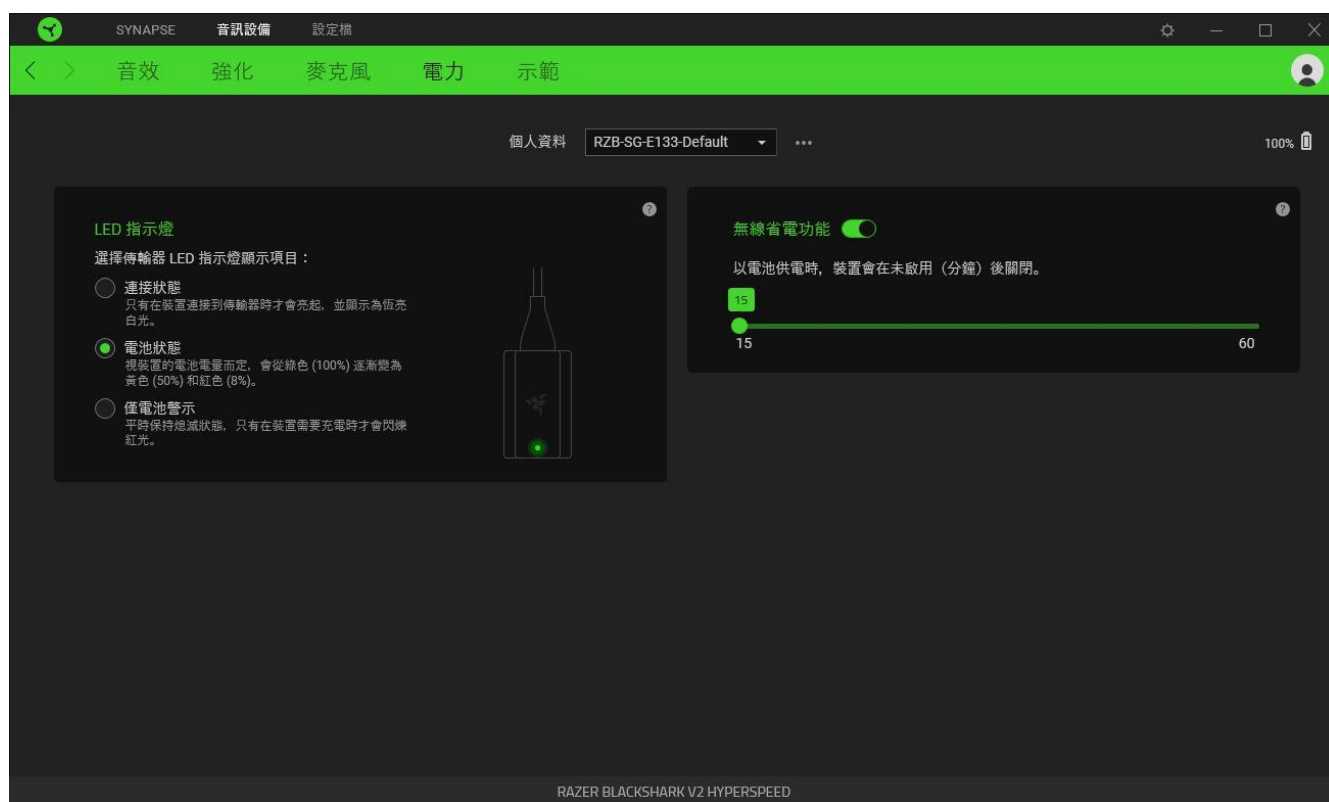 SYNAPSE 音訊設備 設定檔
音效 強化 麥克風 電力 示範
個人資料 RZB-SG-E133-Default
100%
LED 指示燈
選擇傳輸器 LED 指示燈顯示項目：
連接狀態
只有在裝置連接到傳輸器時才會亮起，並顯示為恆亮
白光。
電池狀態
視裝置的電池電量而定，會從綠色 (100%) 逐漸變為
黃色 (50%) 和紅色 (8%)。
僅電池警示
平時保持熄滅狀態，只有在裝置需要充電時才會閃爍
紅光。
無線省電功能
以電池供電時，裝置會在未啟用（分鐘）後關閉。
15
15 60
RAZER BLACKSHARK V2 HYPERSPEED